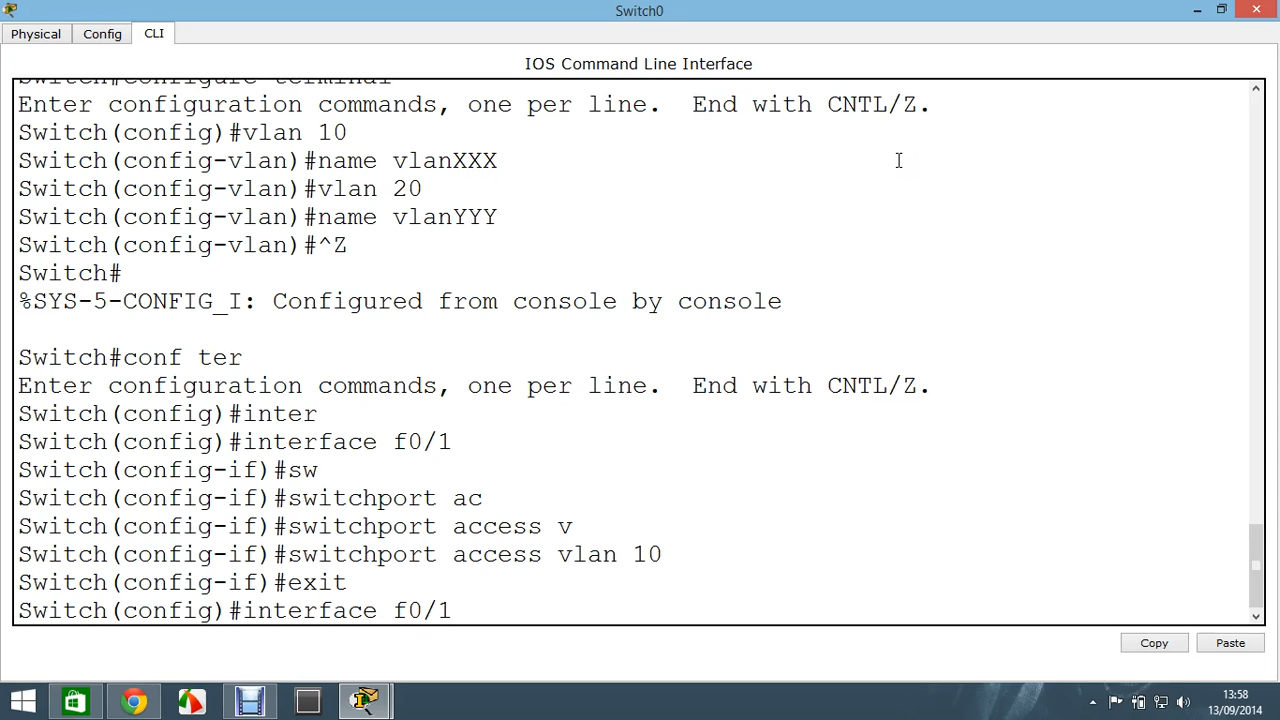 Switch0
Physical Config CLI
IOS Command Line Interface
Switch#configure terminal
Enter configuration commands, one per line.  End with CNTL/Z.
Switch(config)#vlan 10
Switch(config-vlan)#name vlanXXX
Switch(config-vlan)#vlan 20
Switch(config-vlan)#name vlanYYY
Switch(config-vlan)#^Z
Switch#
%SYS-5-CONFIG_I: Configured from console by console
Switch#conf ter
Enter configuration commands, one per line.  End with CNTL/Z.
Switch(config)#inter
Switch(config)#interface f0/1
Switch(config-if)#sw
Switch(config-if)#switchport ac
Switch(config-if)#switchport access v
Switch(config-if)#switchport access vlan 10
Switch(config-if)#exit
Switch(config)#interface f0/1
Copy Paste
13:58
13/09/2014